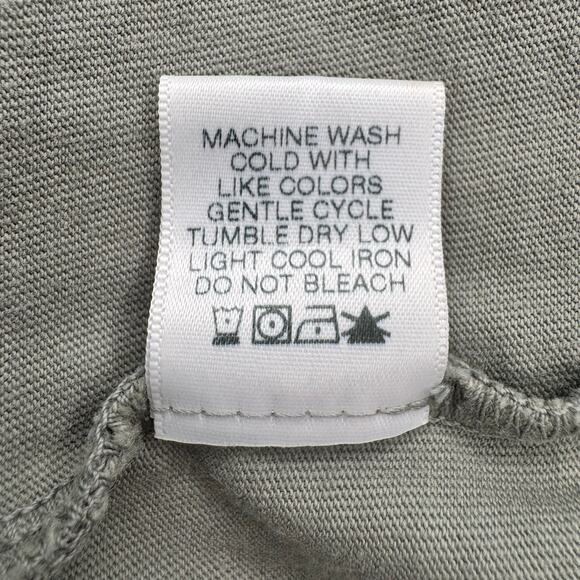 MACHINE WASH
COLD WITH
LIKE COLORS
GENTLE CYCLE
TUMBLE DRY LOW
LIGHT COOL IRON
DO NOT BLEACH